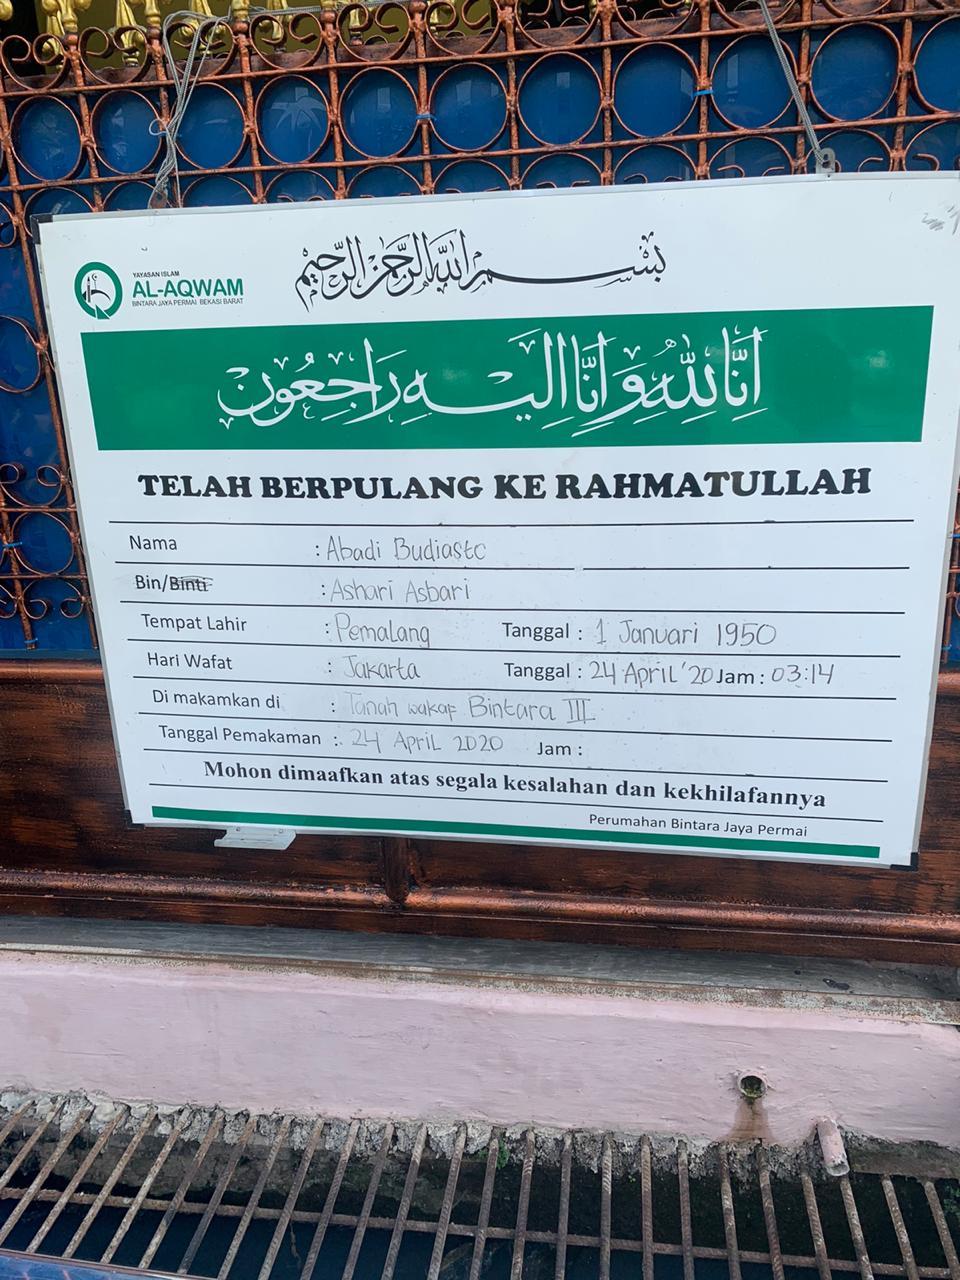 YAYASAN ISLAM
AL-AQWAM
BINTARA JAYA PERMAI BEKASI BARAT
بسم الله الرحمن الرحيم
إنا لله وإنا إليه راجعون
TELAH BERPULANG KE RAHMATULLAH
Nama : Abadi Budiasto
Bin/Binti : Ashari Asbari
Tempat Lahir : Pemalang Tanggal : 1 Januari 1950
Hari Wafat : Jakarta Tanggal : 24 April '20 Jam : 03:14
Di makamkan di : Tanah wakaf Bintara III
Tanggal Pemakaman : 24 April 2020 Jam :
Mohon dimaafkan atas segala kesalahan dan kekhilafannya
Perumahan Bintara Jaya Permai